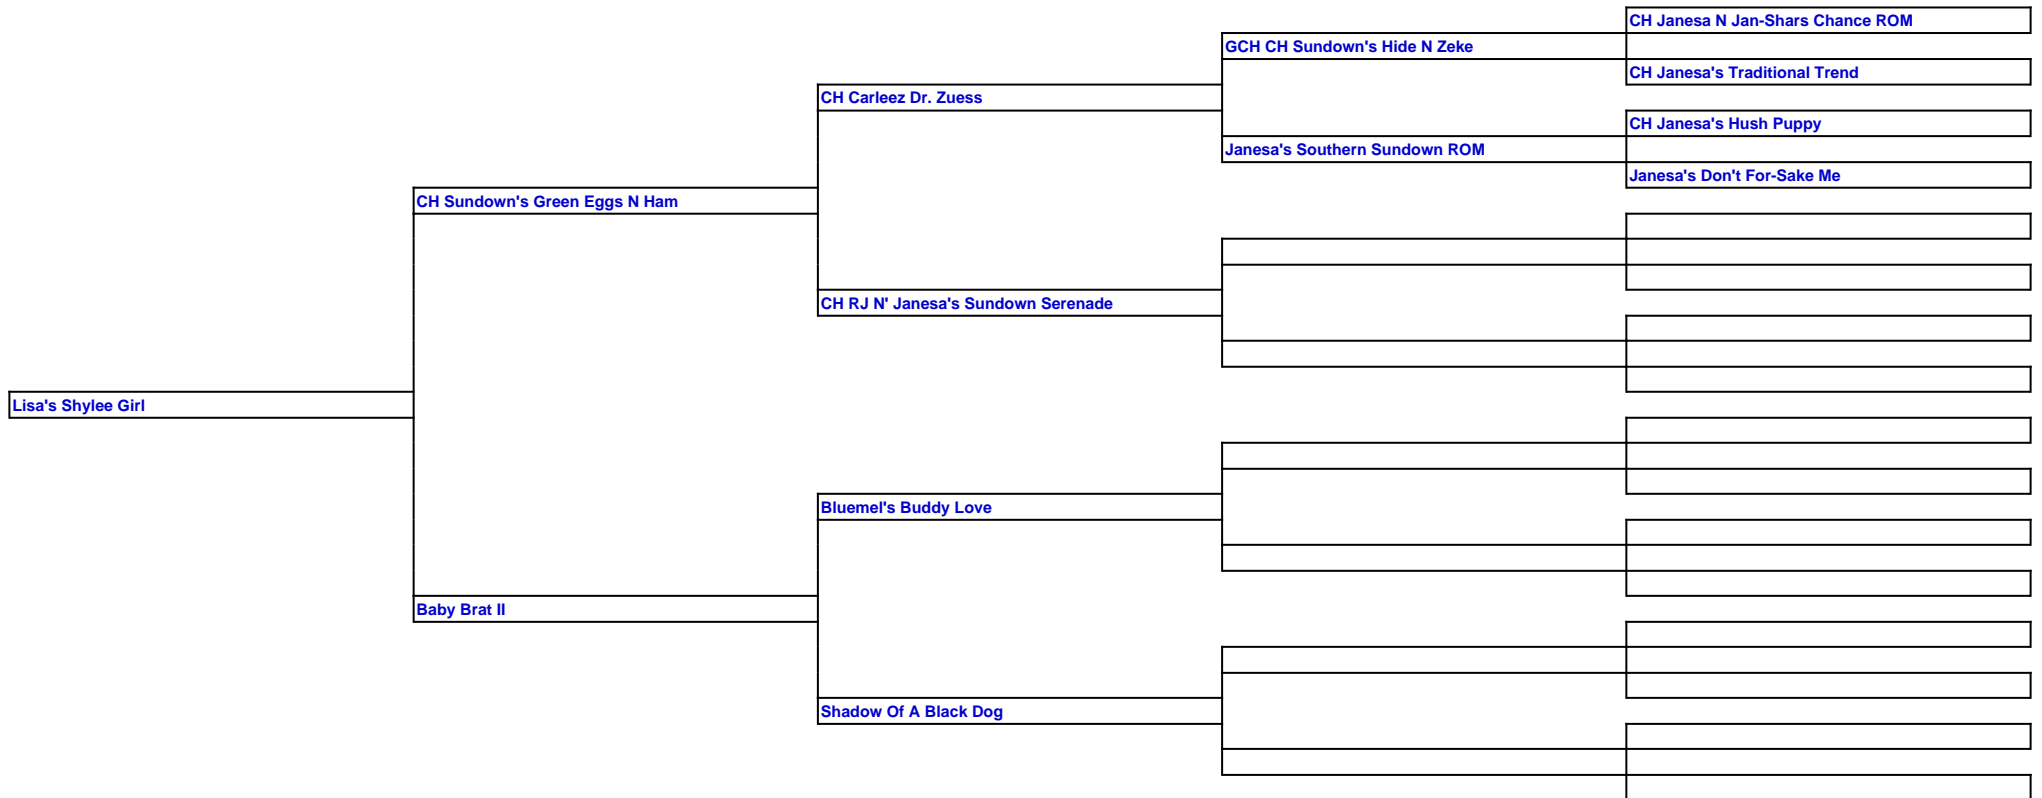 CH Janesa N Jan-Shars Chance ROM
GCH CH Sundown's Hide N Zeke
CH Janesa's Traditional Trend
CH Carleez Dr. Zuess
CH Janesa's Hush Puppy
Janesa's Southern Sundown ROM
Janesa's Don't For-Sake Me
CH Sundown's Green Eggs N Ham
CH RJ N' Janesa's Sundown Serenade
Lisa's Shylee Girl
Bluemel's Buddy Love
Baby Brat II
Shadow Of A Black Dog